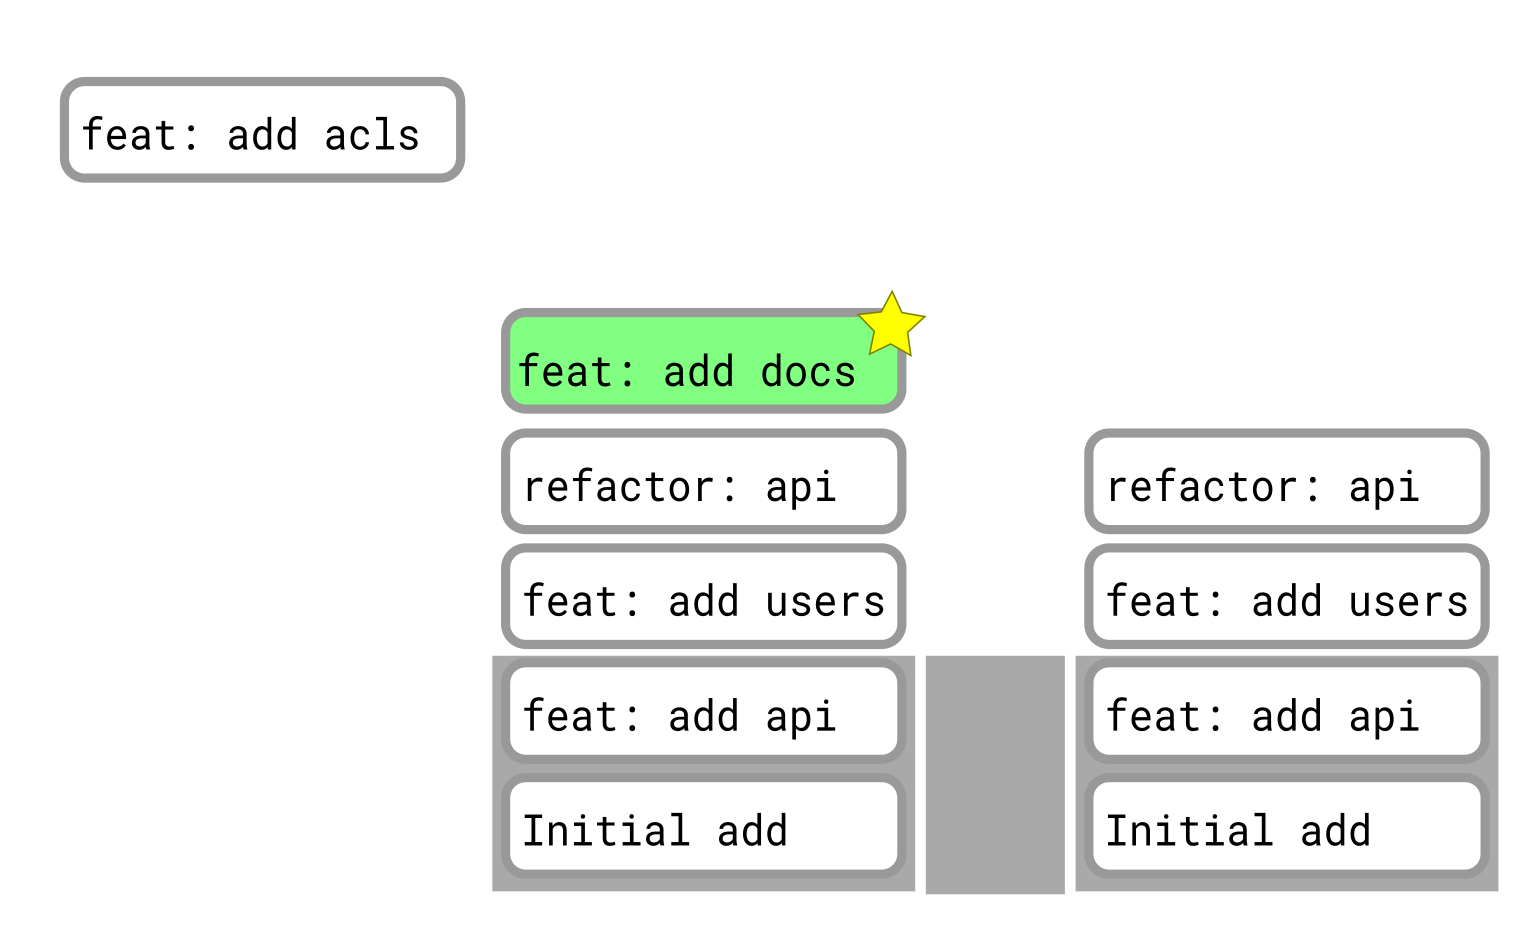 feat: add acls
feat: add docs
refactor: api
refactor: api
feat: add users
feat: add users
feat: add api
feat: add api
Initial add
Initial add